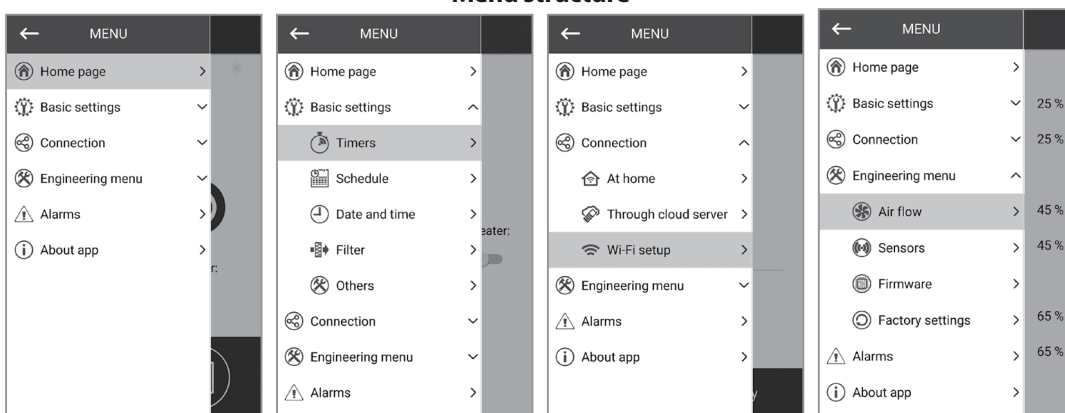 Menu structure
MENU
Home page
Basic settings
Connection
Engineering menu
Alarms
About app
r:
MENU
Home page
Basic settings
Timers
Schedule
Date and time
Filter
Others
Connection
Engineering menu
Alarms
eater:
MENU
Home page
Basic settings
Connection
At home
Through cloud server
Wi-Fi setup
Engineering menu
Alarms
About app
y
MENU
Home page
Basic settings
Connection
Engineering menu
Air flow
Sensors
Firmware
Factory settings
Alarms
About app
25 %
25 %
45 %
45 %
65 %
65 %